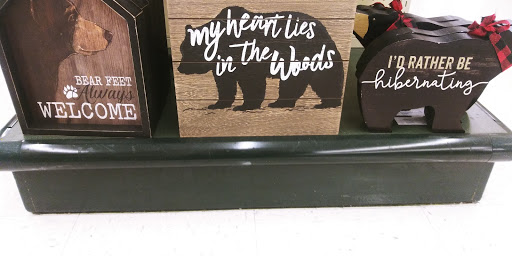 BEAR FEET
Always
WELCOME
my heart lies
in the Woods
I'D RATHER BE
hibernating